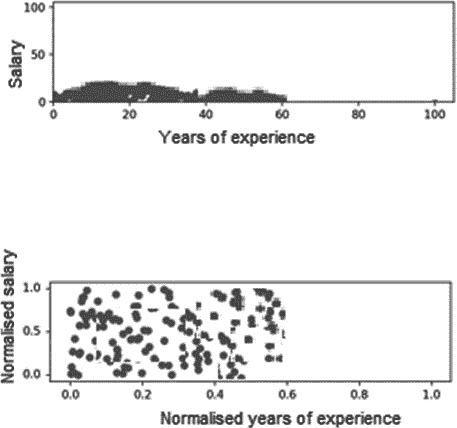 100
50
0
Salary
0 20 40 60 80 100
Years of experience
1.0
0.5
0.0
Normalised salary
0.0 0.2 0.4 0.6 0.8 1.0
Normalised years of experience